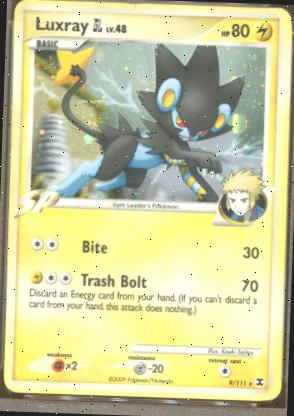 Luxray GL LV.48 HP 80
BASIC
Gym Leader's Pokémon
Bite 30
Trash Bolt 70
Discard an Energy card from your hand. (If you can't discard a
card from your hand, this attack does nothing.)
Illus. Kouki Saitou
weakness resistance retreat cost
×2 -20
©2009 Pokémon/Nintendo 9/111 ★